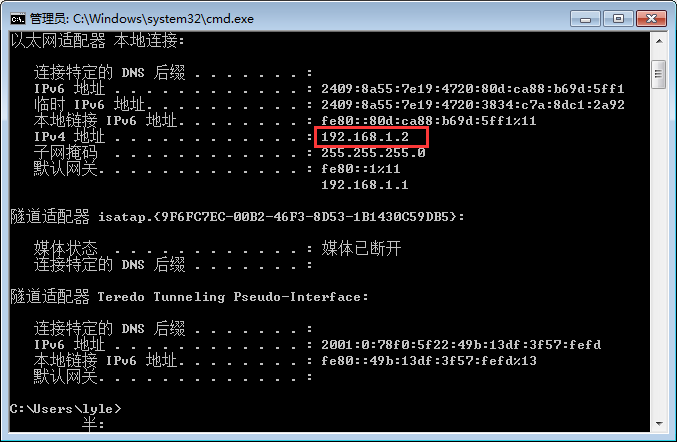 管理员: C:\Windows\system32\cmd.exe
以太网适配器 本地连接:
连接特定的 DNS 后缀 . . . . . . . :
IPv6 地址 . . . . . . . . . . . . : 2409:8a55:7e19:4720:80d:ca88:b69d:5ff1
临时 IPv6 地址. . . . . . . . . . : 2409:8a55:7e19:4720:3834:c7a:8dc1:2a92
本地链接 IPv6 地址. . . . . . . . : fe80::80d:ca88:b69d:5ff1%11
IPv4 地址 . . . . . . . . . . . . : 192.168.1.2
子网掩码 . . . . . . . . . . . . : 255.255.255.0
默认网关. . . . . . . . . . . . . : fe80::1%11
192.168.1.1
隧道适配器 isatap.{9F6FC7EC-00B2-46F3-8D53-1B1430C59DB5}:
媒体状态 . . . . . . . . . . . . : 媒体已断开
连接特定的 DNS 后缀 . . . . . . . :
隧道适配器 Teredo Tunneling Pseudo-Interface:
连接特定的 DNS 后缀 . . . . . . . :
IPv6 地址 . . . . . . . . . . . . : 2001:0:78f0:5f22:49b:13df:3f57:fefd
本地链接 IPv6 地址. . . . . . . . : fe80::49b:13df:3f57:fefd%13
默认网关. . . . . . . . . . . . . :
C:\Users\lyle>
半: